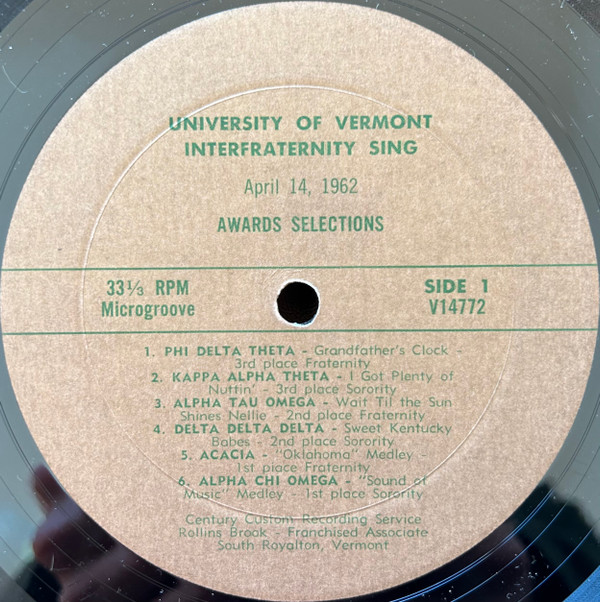 UNIVERSITY OF VERMONT
INTERFRATERNITY SING
April 14, 1962
AWARDS SELECTIONS
33⅓ RPM
Microgroove
SIDE 1
V14772
1. PHI DELTA THETA - Grandfather's Clock -
3rd place Fraternity
2. KAPPA ALPHA THETA - I Got Plenty of
Nuttin' - 3rd place Sorority
3. ALPHA TAU OMEGA - Wait Til the Sun
Shines Nellie - 2nd place Fraternity
4. DELTA DELTA DELTA - Sweet Kentucky
Babes - 2nd place Sorority
5. ACACIA - "Oklahoma" Medley -
1st place Fraternity
6. ALPHA CHI OMEGA - "Sound of
Music" Medley - 1st place Sorority
Century Custom Recording Service
Rollins Brook - Franchised Associate
South Royalton, Vermont